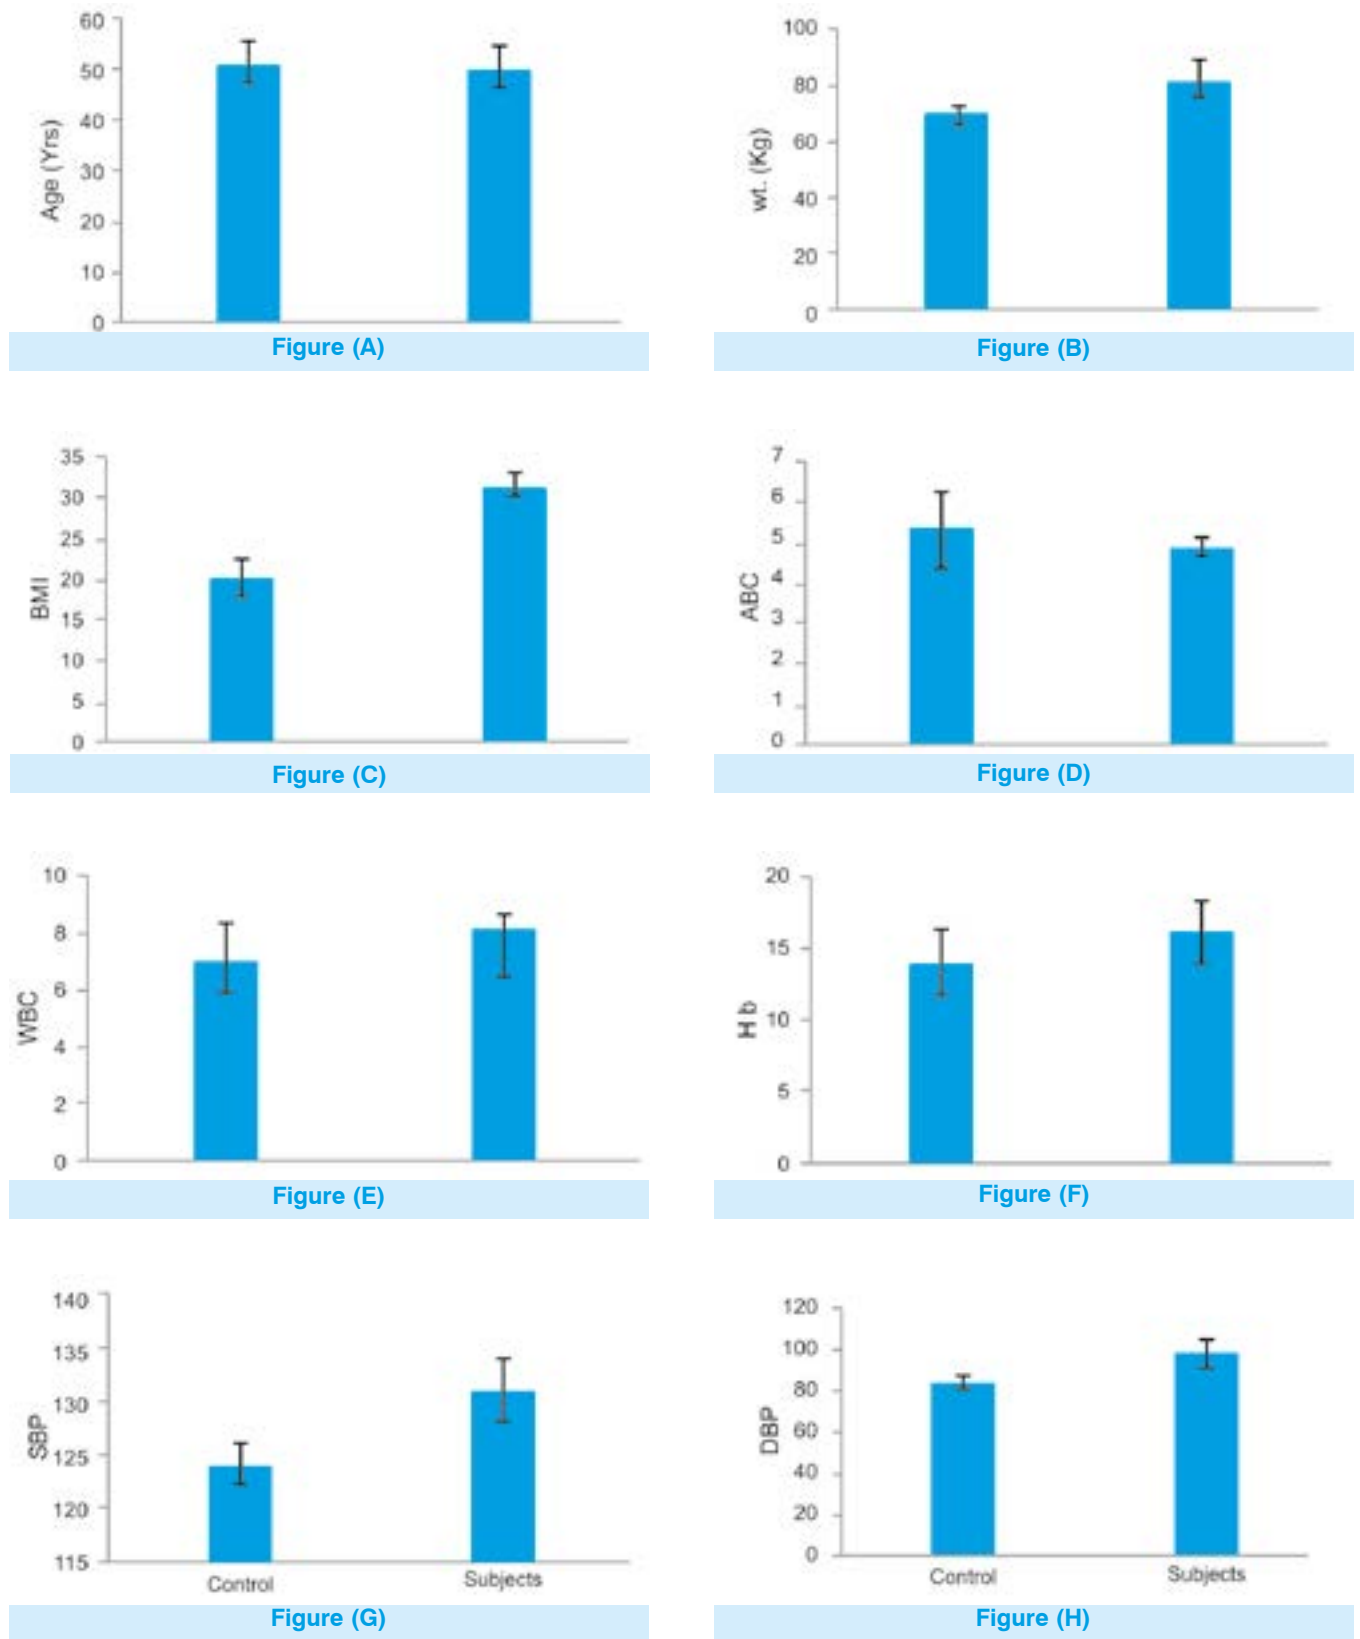 60
50
40
30
20
10
0
Age (Yrs)
Figure (A)
100
80
60
40
20
0
wt. (Kg)
Figure (B)
35
30
25
20
15
10
5
0
BMI
Figure (C)
7
6
5
4
3
2
1
0
ABC
Figure (D)
10
8
6
4
2
0
WBC
Figure (E)
20
15
10
5
0
H b
Figure (F)
140
135
130
125
120
115
SBP
Control Subjects
Figure (G)
120
100
80
60
40
20
0
DBP
Control Subjects
Figure (H)